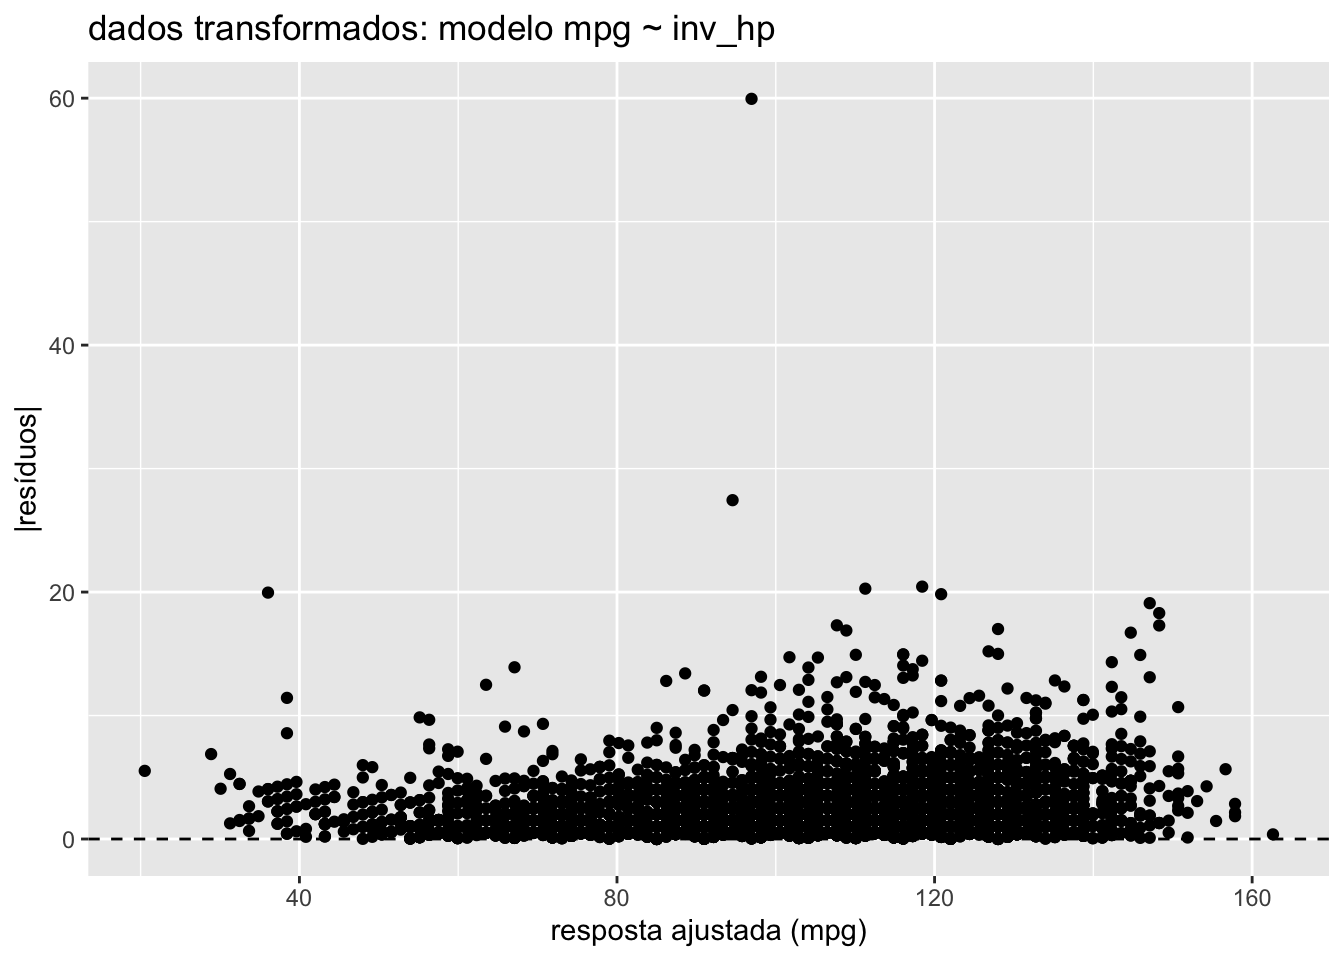 dados transformados: modelo mpg ~ inv_hp
60
40
20
0
|resíduos|
40 80 120 160
resposta ajustada (mpg)